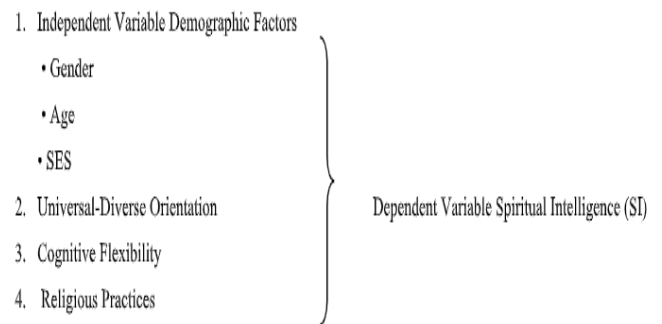 1. Independent Variable Demographic Factors
• Gender
• Age
• SES
2. Universal-Diverse Orientation
Dependent Variable Spiritual Intelligence (SI)
3. Cognitive Flexibility
4. Religious Practices